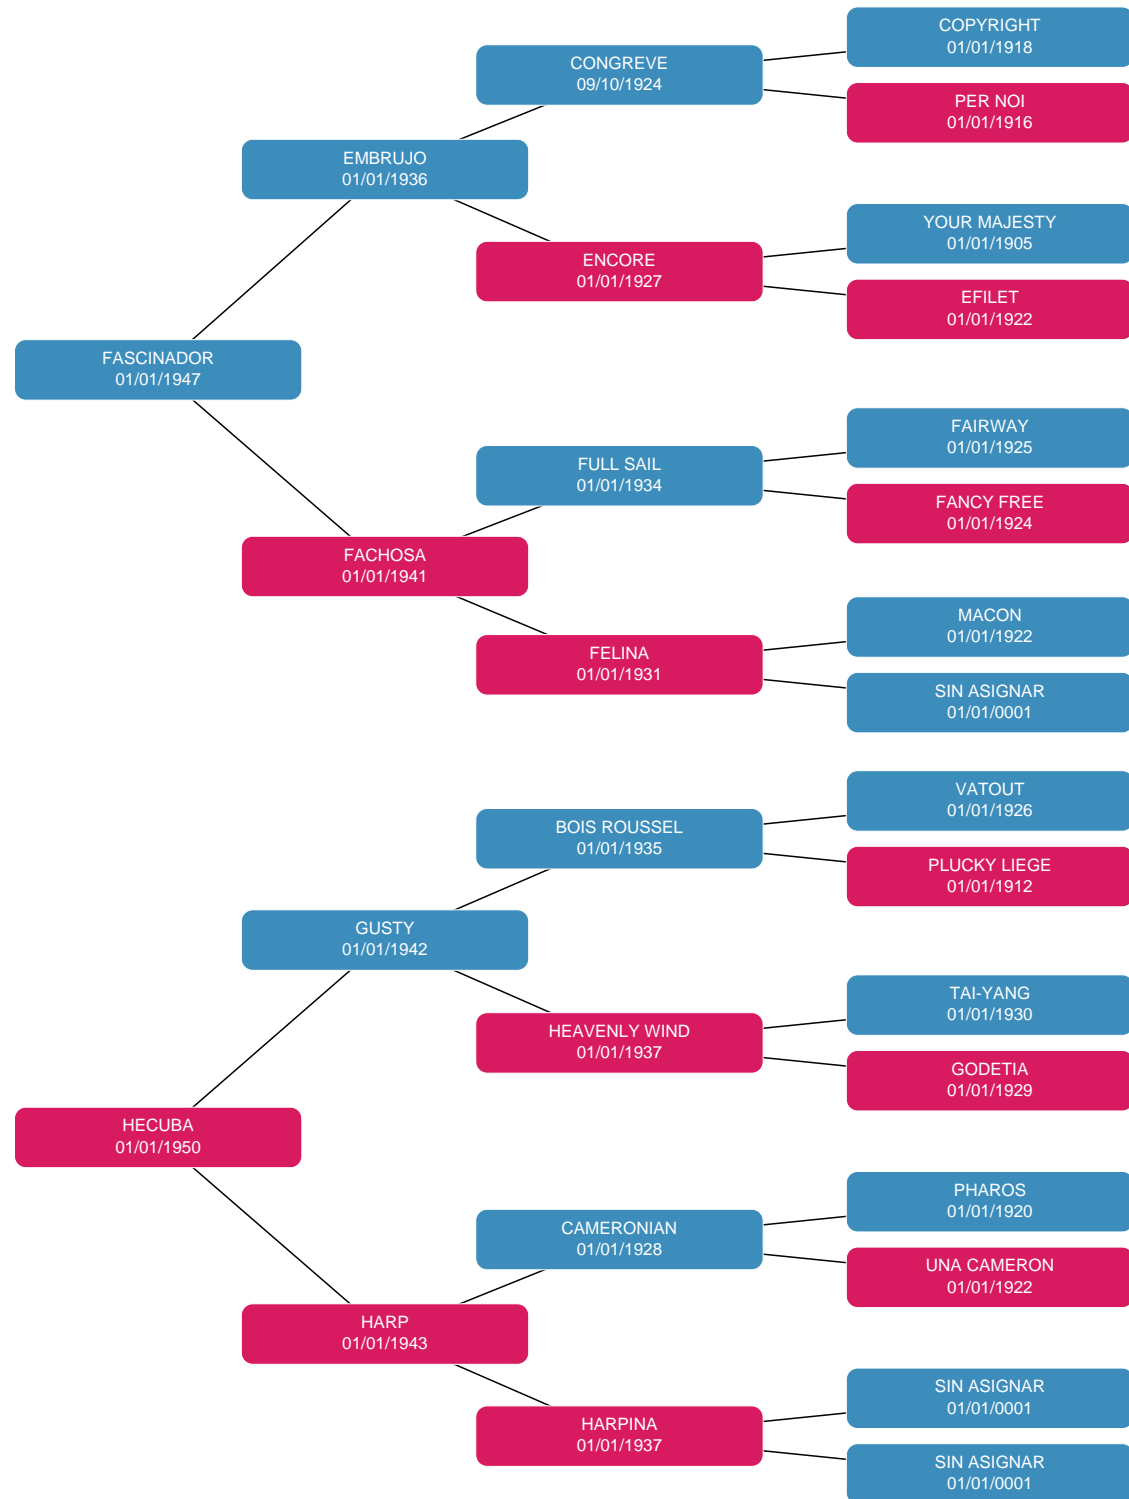 COPYRIGHT
01/01/1918
CONGREVE
09/10/1924
PER NOI
01/01/1916
EMBRUJO
01/01/1936
YOUR MAJESTY
01/01/1905
ENCORE
01/01/1927
EFILET
01/01/1922
FASCINADOR
01/01/1947
FAIRWAY
01/01/1925
FULL SAIL
01/01/1934
FANCY FREE
01/01/1924
FACHOSA
01/01/1941
MACON
01/01/1922
FELINA
01/01/1931
SIN ASIGNAR
01/01/0001
VATOUT
01/01/1926
BOIS ROUSSEL
01/01/1935
PLUCKY LIEGE
01/01/1912
GUSTY
01/01/1942
TAI-YANG
01/01/1930
HEAVENLY WIND
01/01/1937
GODETIA
01/01/1929
HECUBA
01/01/1950
PHAROS
01/01/1920
CAMERONIAN
01/01/1928
UNA CAMERON
01/01/1922
HARP
01/01/1943
SIN ASIGNAR
01/01/0001
HARPINA
01/01/1937
SIN ASIGNAR
01/01/0001